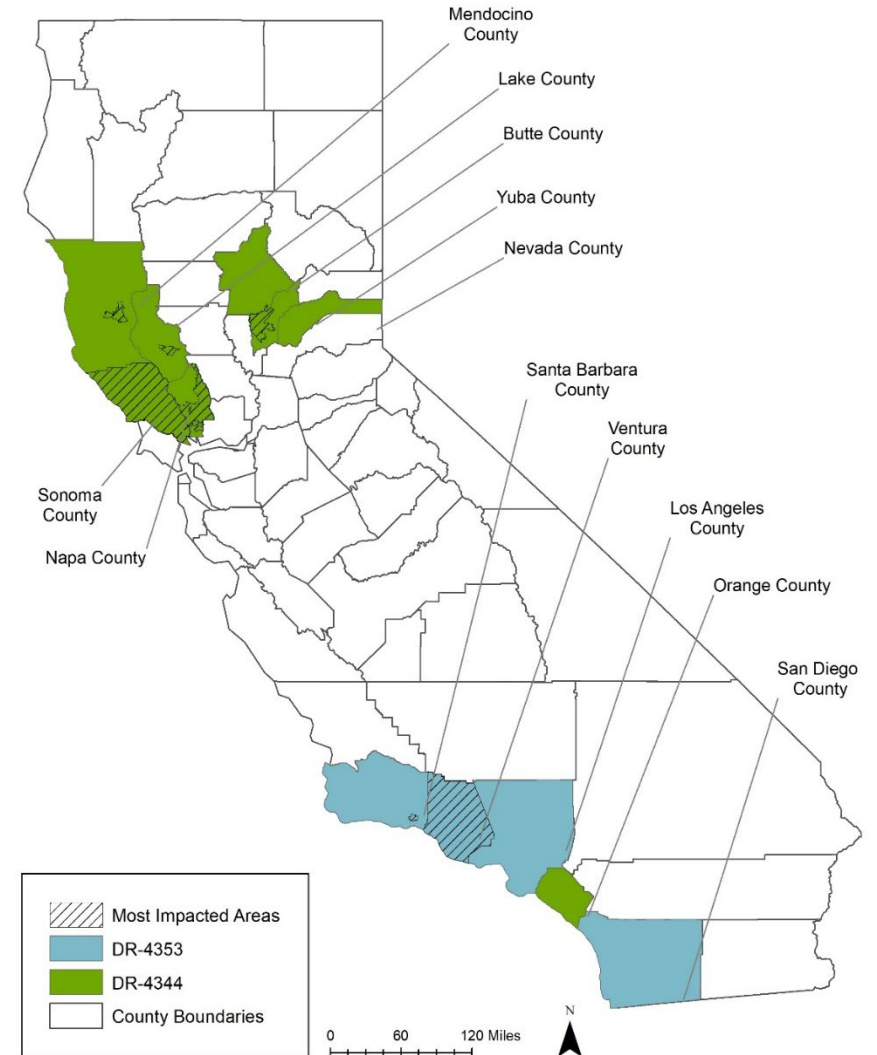 Mendocino
County
Lake County
Butte County
Yuba County
Nevada County
Santa Barbara
County
Ventura
County
Los Angeles
County
Orange County
San Diego
County
Sonoma
County
Napa County
Most Impacted Areas
DR-4353
DR-4344
County Boundaries
N
0 60 120 Miles